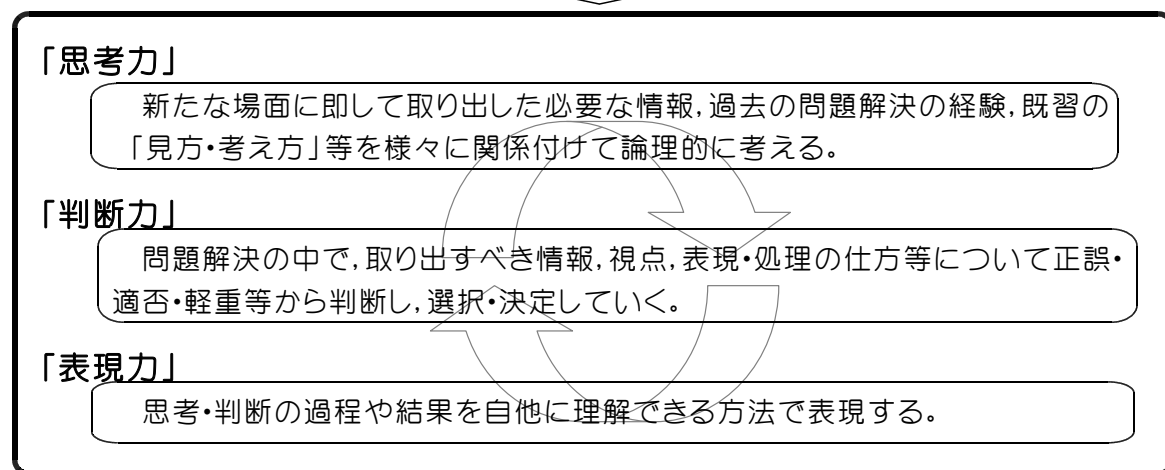 「思考力」
新たな場面に即して取り出した必要な情報，過去の問題解決の経験，既習の
「見方・考え方」等を様々に関係付けて論理的に考える。
「判断力」
問題解決の中で，取り出すべき情報，視点，表現・処理の仕方等について正誤・
適否・軽重等から判断し，選択・決定していく。
「表現力」
思考・判断の過程や結果を自他に理解できる方法で表現する。